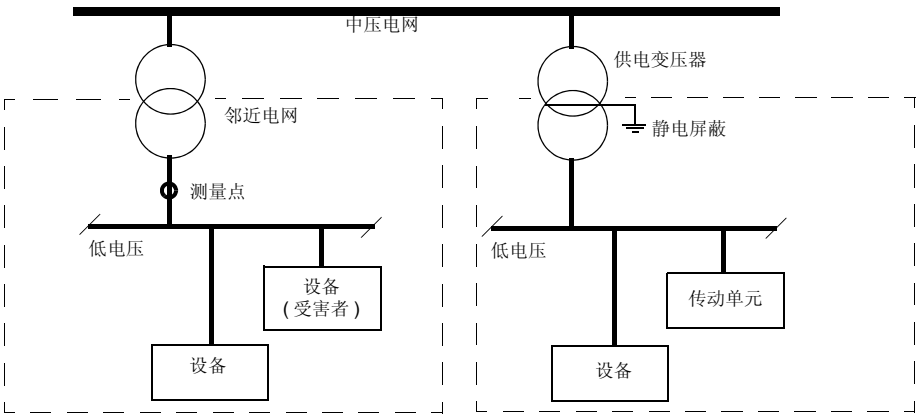 中压电网
供电变压器
邻近电网
静电屏蔽
测量点
低电压
低电压
设备
(受害者)
传动单元
设备
设备